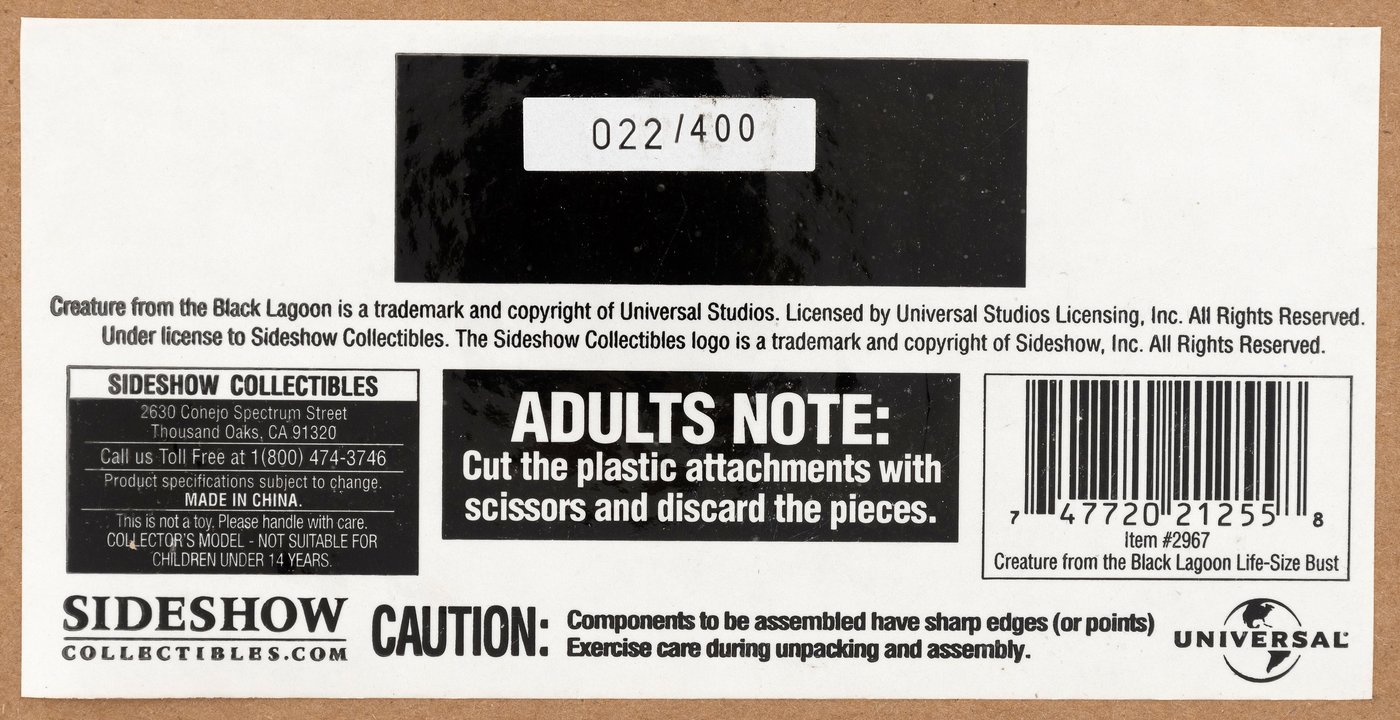 022/400
Creature from the Black Lagoon is a trademark and copyright of Universal Studios. Licensed by Universal Studios Licensing, Inc. All Rights Reserved.
Under license to Sideshow Collectibles. The Sideshow Collectibles logo is a trademark and copyright of Sideshow, Inc. All Rights Reserved.
SIDESHOW COLLECTIBLES
2630 Conejo Spectrum Street
Thousand Oaks, CA 91320
Call us Toll Free at 1(800) 474-3746
Product specifications subject to change.
MADE IN CHINA.
This is not a toy. Please handle with care.
COLLECTOR'S MODEL - NOT SUITABLE FOR
CHILDREN UNDER 14 YEARS.
ADULTS NOTE:
Cut the plastic attachments with
scissors and discard the pieces.
7 47720 21255 8
Item #2967
Creature from the Black Lagoon Life-Size Bust
SIDESHOW
COLLECTIBLES.COM
CAUTION:
Components to be assembled have sharp edges (or points)
Exercise care during unpacking and assembly.
UNIVERSAL